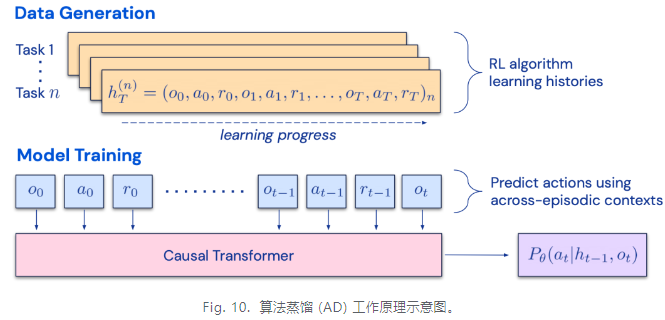 Data Generation
Task 1
Task n
h_T^{(n)} = (o_0, a_0, r_0, o_1, a_1, r_1, . . . , o_T, a_T, r_T)_n
RL algorithm
learning histories
learning progress
Model Training
o_0 a_0 r_0 ......... o_{t-1} a_{t-1} r_{t-1} o_t
Predict actions using
across-episodic contexts
Causal Transformer
P_θ(a_t|h_{t-1}, o_t)
Fig. 10. 算法蒸馏 (AD) 工作原理示意图。